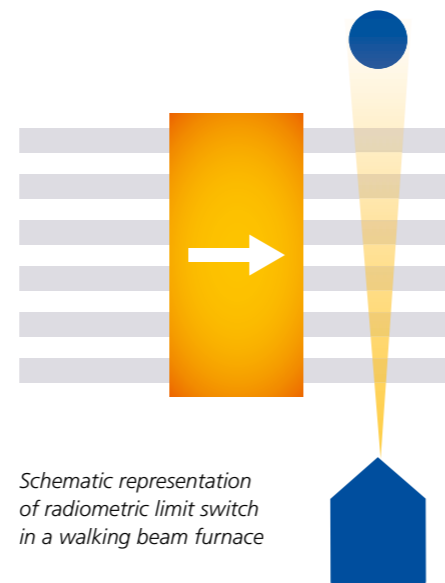 Schematic representation
of radiometric limit switch
in a walking beam furnace